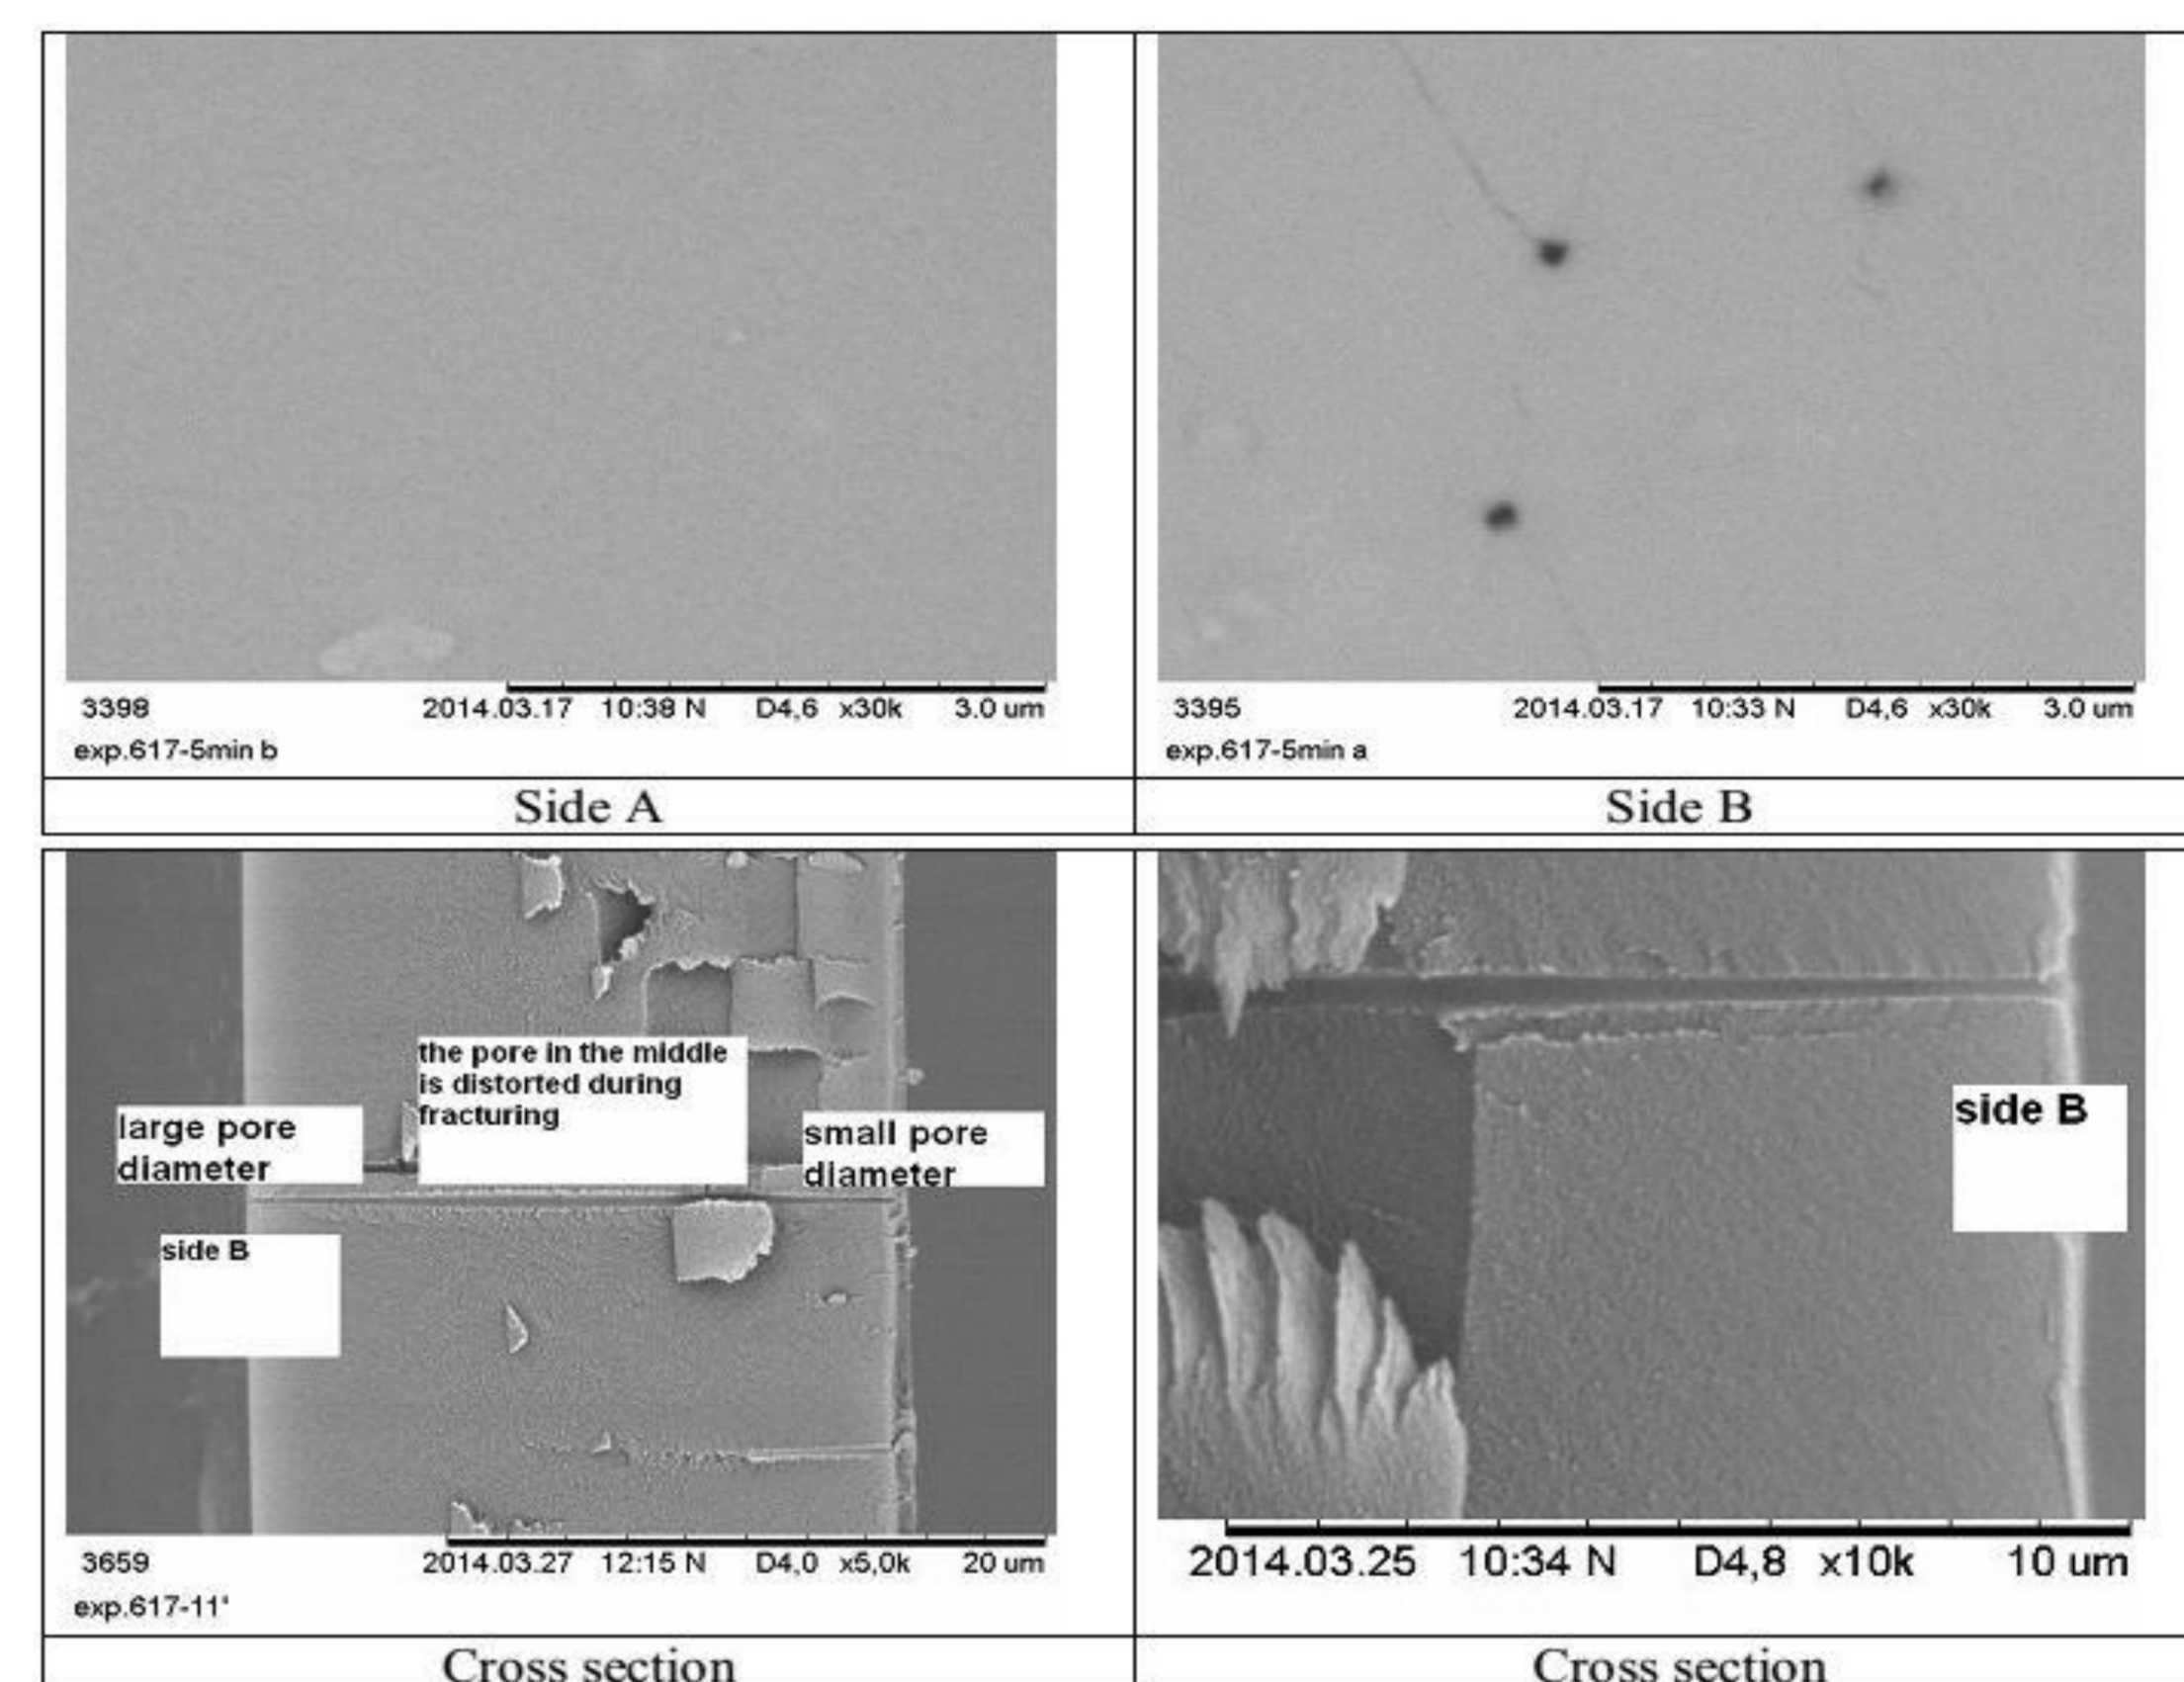 3398 2014.03.17 10:38 N D4,6 x30k 3.0 um
exp.617-5min b
3395 2014.03.17 10:33 N D4,6 x30k 3.0 um
exp.617-5min a
Side A
Side B
the pore in the middle
is distorted during
fracturing
large pore
diameter
small pore
diameter
side B
3659 2014.03.27 12:15 N D4,0 x5,0k 20 um
exp.617-11'
side B
2014.03.25 10:34 N D4,8 x10k 10 um
Cross section
Cross section